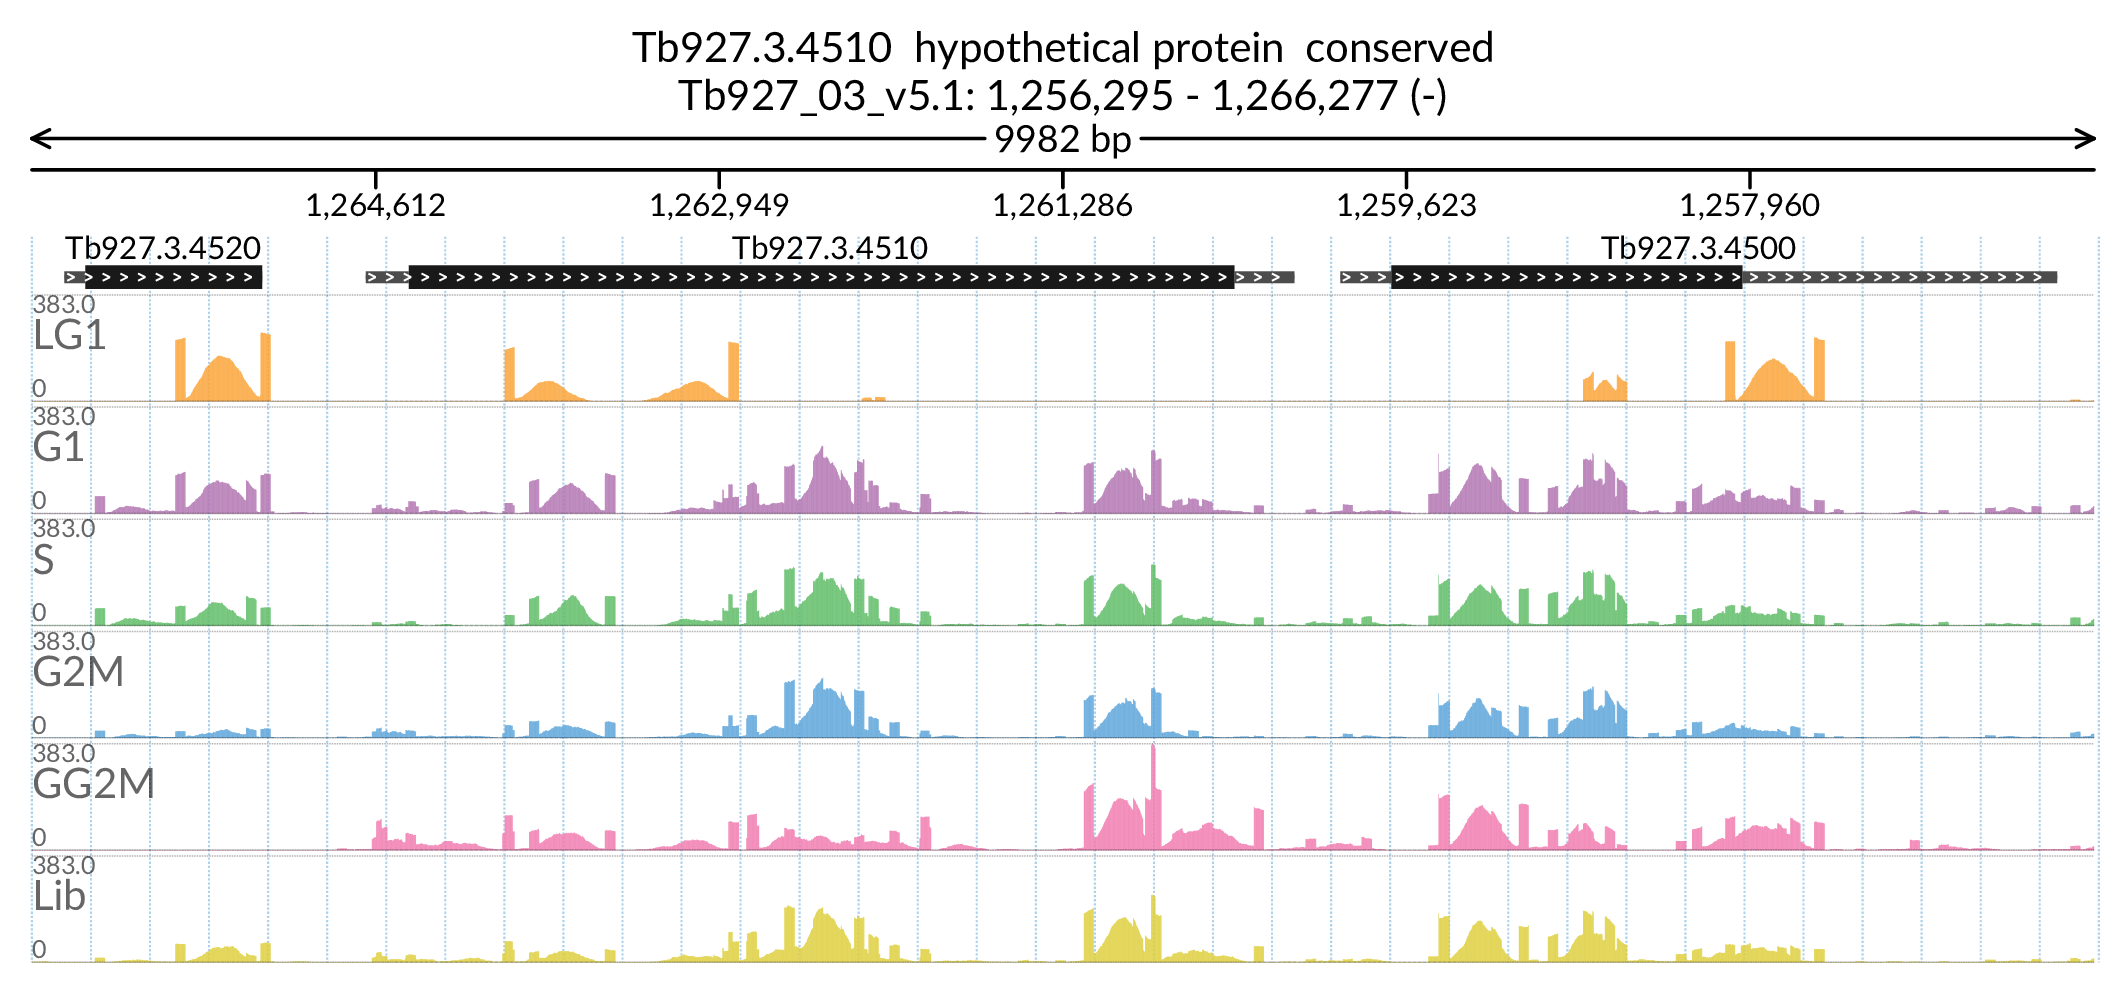 Tb927.3.4510 hypothetical protein conserved
Tb927_03_v5.1: 1,256,295 - 1,266,277 (-)
9982 bp
1,264,612 1,262,949 1,261,286 1,259,623 1,257,960
Tb927.3.4520 Tb927.3.4510 Tb927.3.4500
383.0
LG1
0
383.0
G1
0
383.0
S
0
383.0
G2M
0
383.0
GG2M
0
383.0
Lib
0